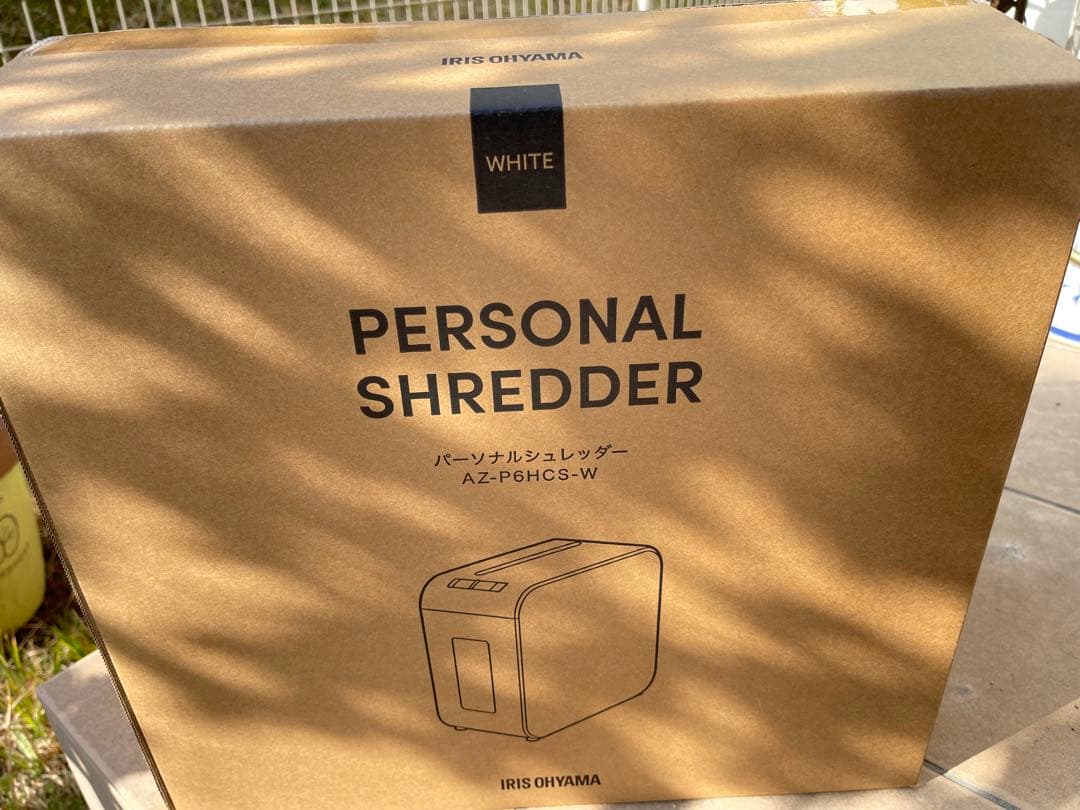 IRIS OHYAMA
WHITE
PERSONAL
SHREDDER
パーソナルシュレッダー
AZ-P6HCS-W
IRIS OHYAMA